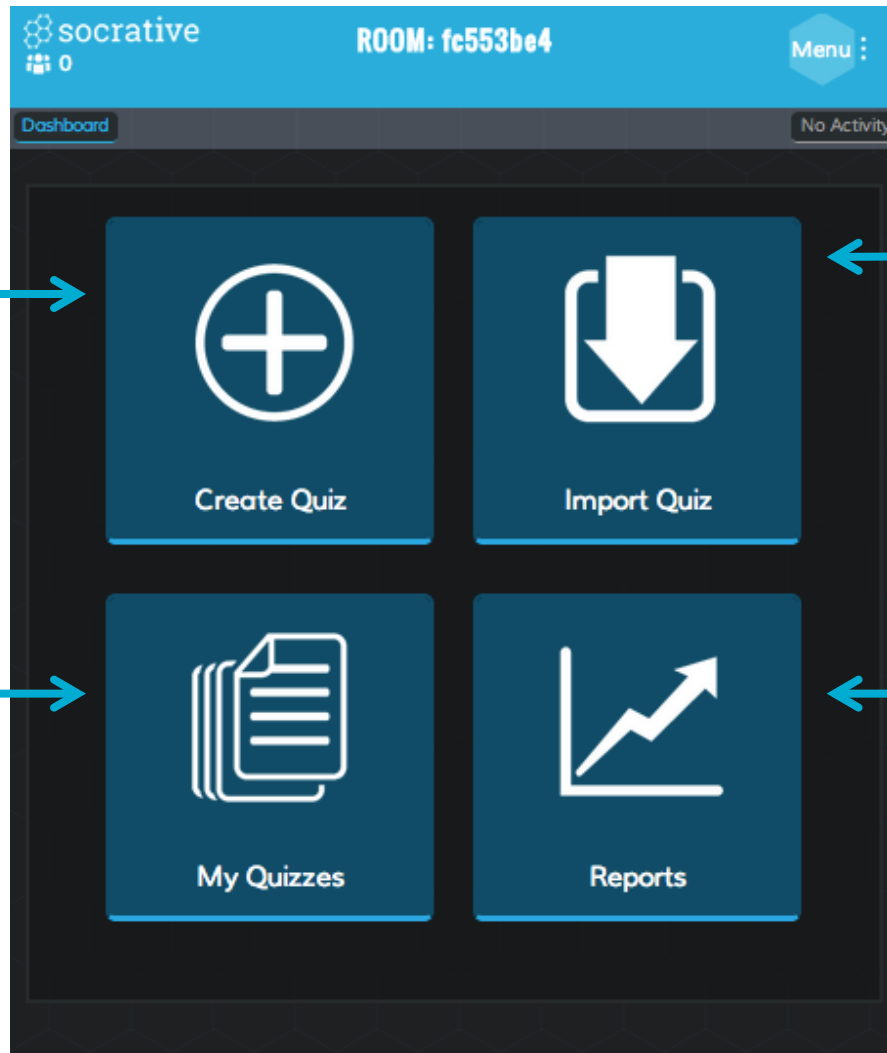 socrative
ROOM: fc553be4
Menu
0
Dashboard
No Activity
Create Quiz
Import Quiz
My Quizzes
Reports